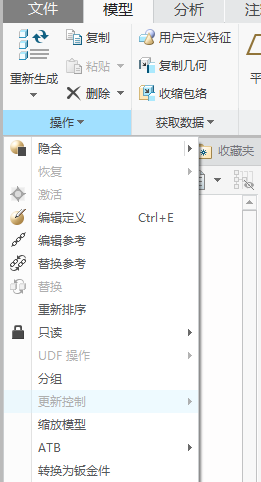 文件 模型 分析 注
重新生成
复制
粘贴
删除
用户定义特征
复制几何
收缩包络
平
操作 获取数据
隐含
恢复
激活
编辑定义 Ctrl+E
编辑参考
替换参考
替换
重新排序
只读
UDF 操作
分组
更新控制
缩放模型
ATB
转换为钣金件
收藏夹